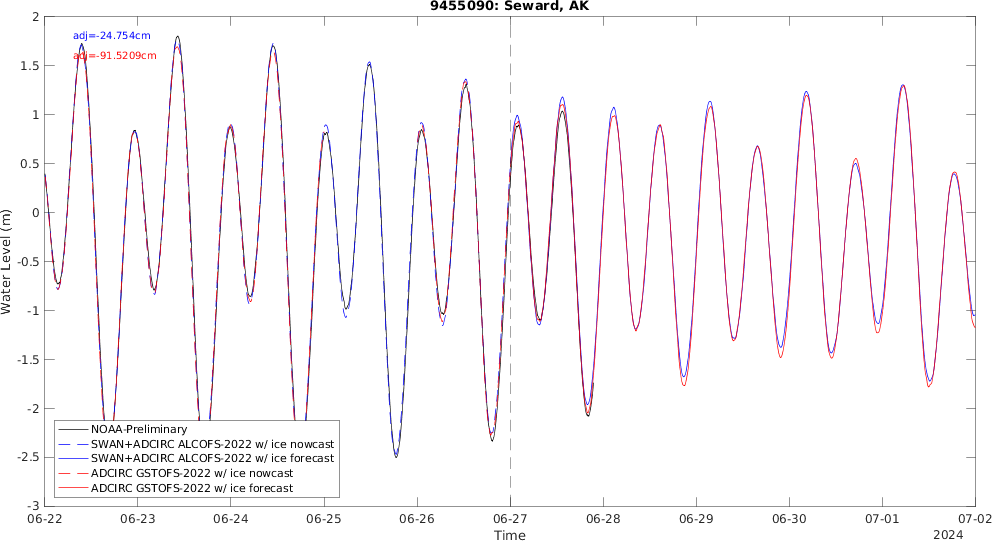 9455090: Seward, AK
adj=-24.754cm
adj=-91.5209cm
Water Level (m)
2
1.5
1
0.5
0
-0.5
-1
-1.5
-2
-2.5
-3
NOAA-Preliminary
SWAN+ADCIRC ALCOFS-2022 w/ ice nowcast
SWAN+ADCIRC ALCOFS-2022 w/ ice forecast
ADCIRC GSTOFS-2022 w/ ice nowcast
ADCIRC GSTOFS-2022 w/ ice forecast
06-22 06-23 06-24 06-25 06-26 06-27 06-28 06-29 06-30 07-01 07-02
Time
2024